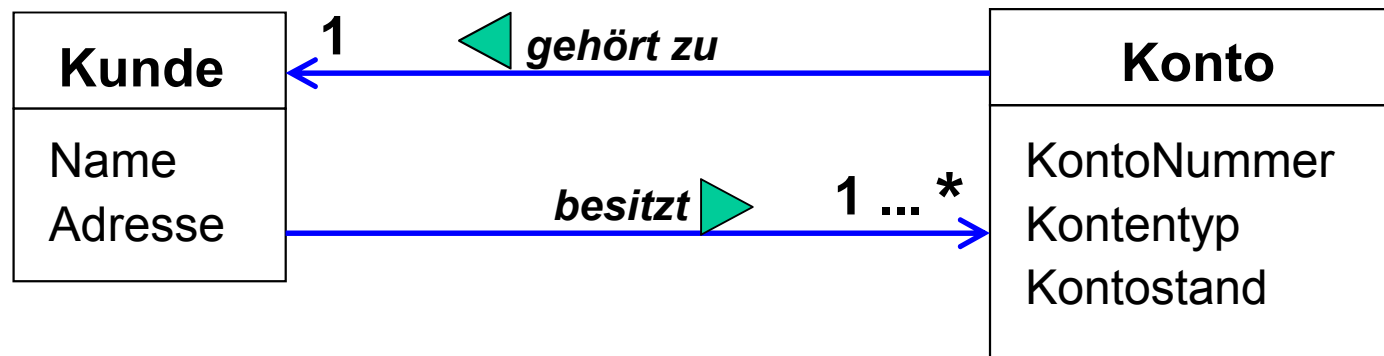 Kunde
Name
Adresse
1
gehört zu
besitzt
1 ... *
Konto
KontoNummer
Kontentyp
Kontostand